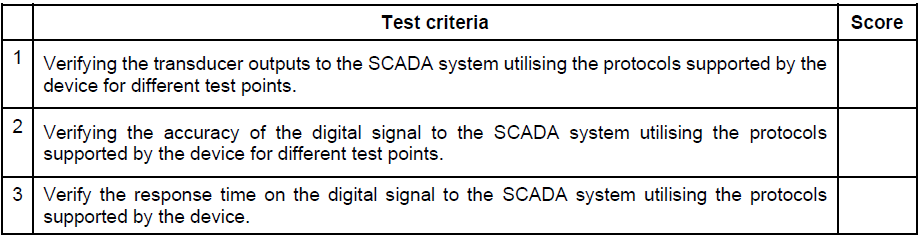 Test criteria Score
1 Verifying the transducer outputs to the SCADA system utilising the protocols supported by the
device for different test points.
2 Verifying the accuracy of the digital signal to the SCADA system utilising the protocols
supported by the device for different test points.
3 Verify the response time on the digital signal to the SCADA system utilising the protocols
supported by the device.